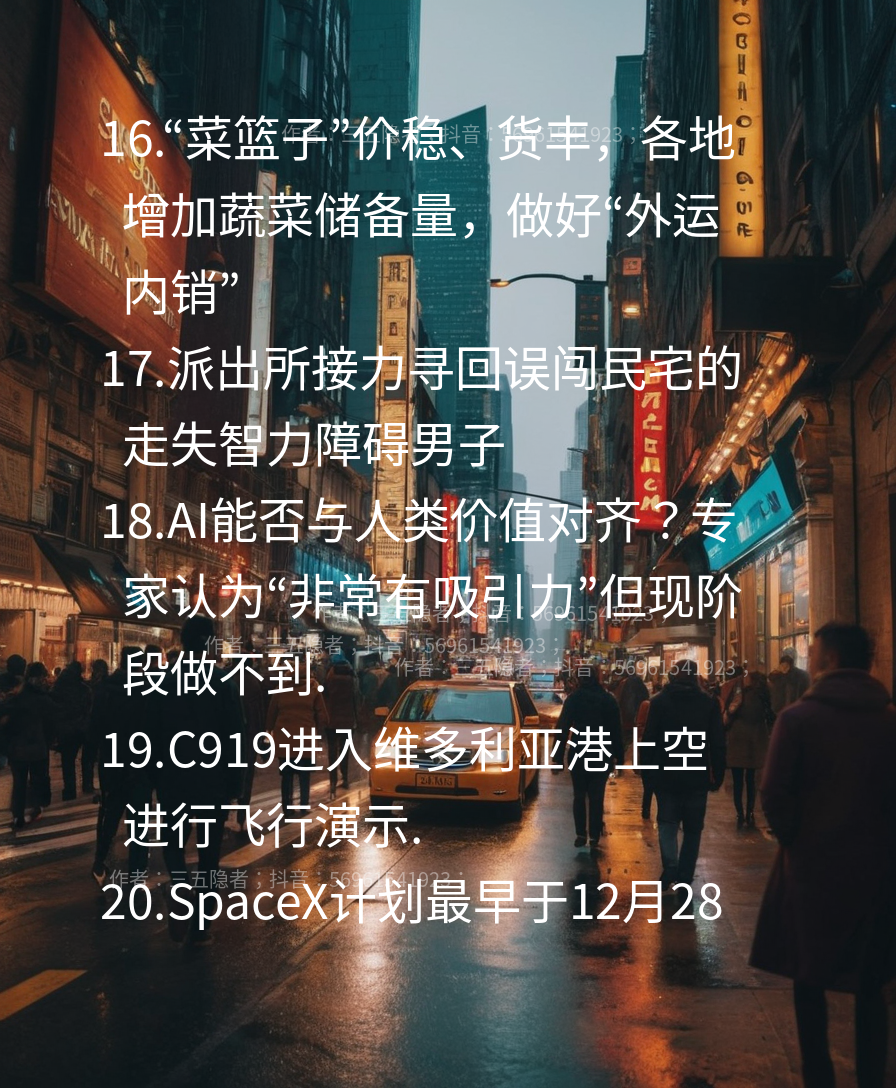 16.“菜篮子”价稳、货丰，各地
增加蔬菜储备量，做好“外运
内销”
17.派出所接力寻回误闯民宅的
走失智力障碍男子
18.AI能否与人类价值对齐？专
家认为“非常有吸引力”但现阶
段做不到.
19.C919进入维多利亚港上空
进行飞行演示.
20.SpaceX计划最早于12月28
作者：三五隐者；抖音：56961541923；
作者：三五隐者；抖音：56961541923；
作者：三五隐者；抖音：56961541923；
作者：三五隐者；抖音：56961541923；